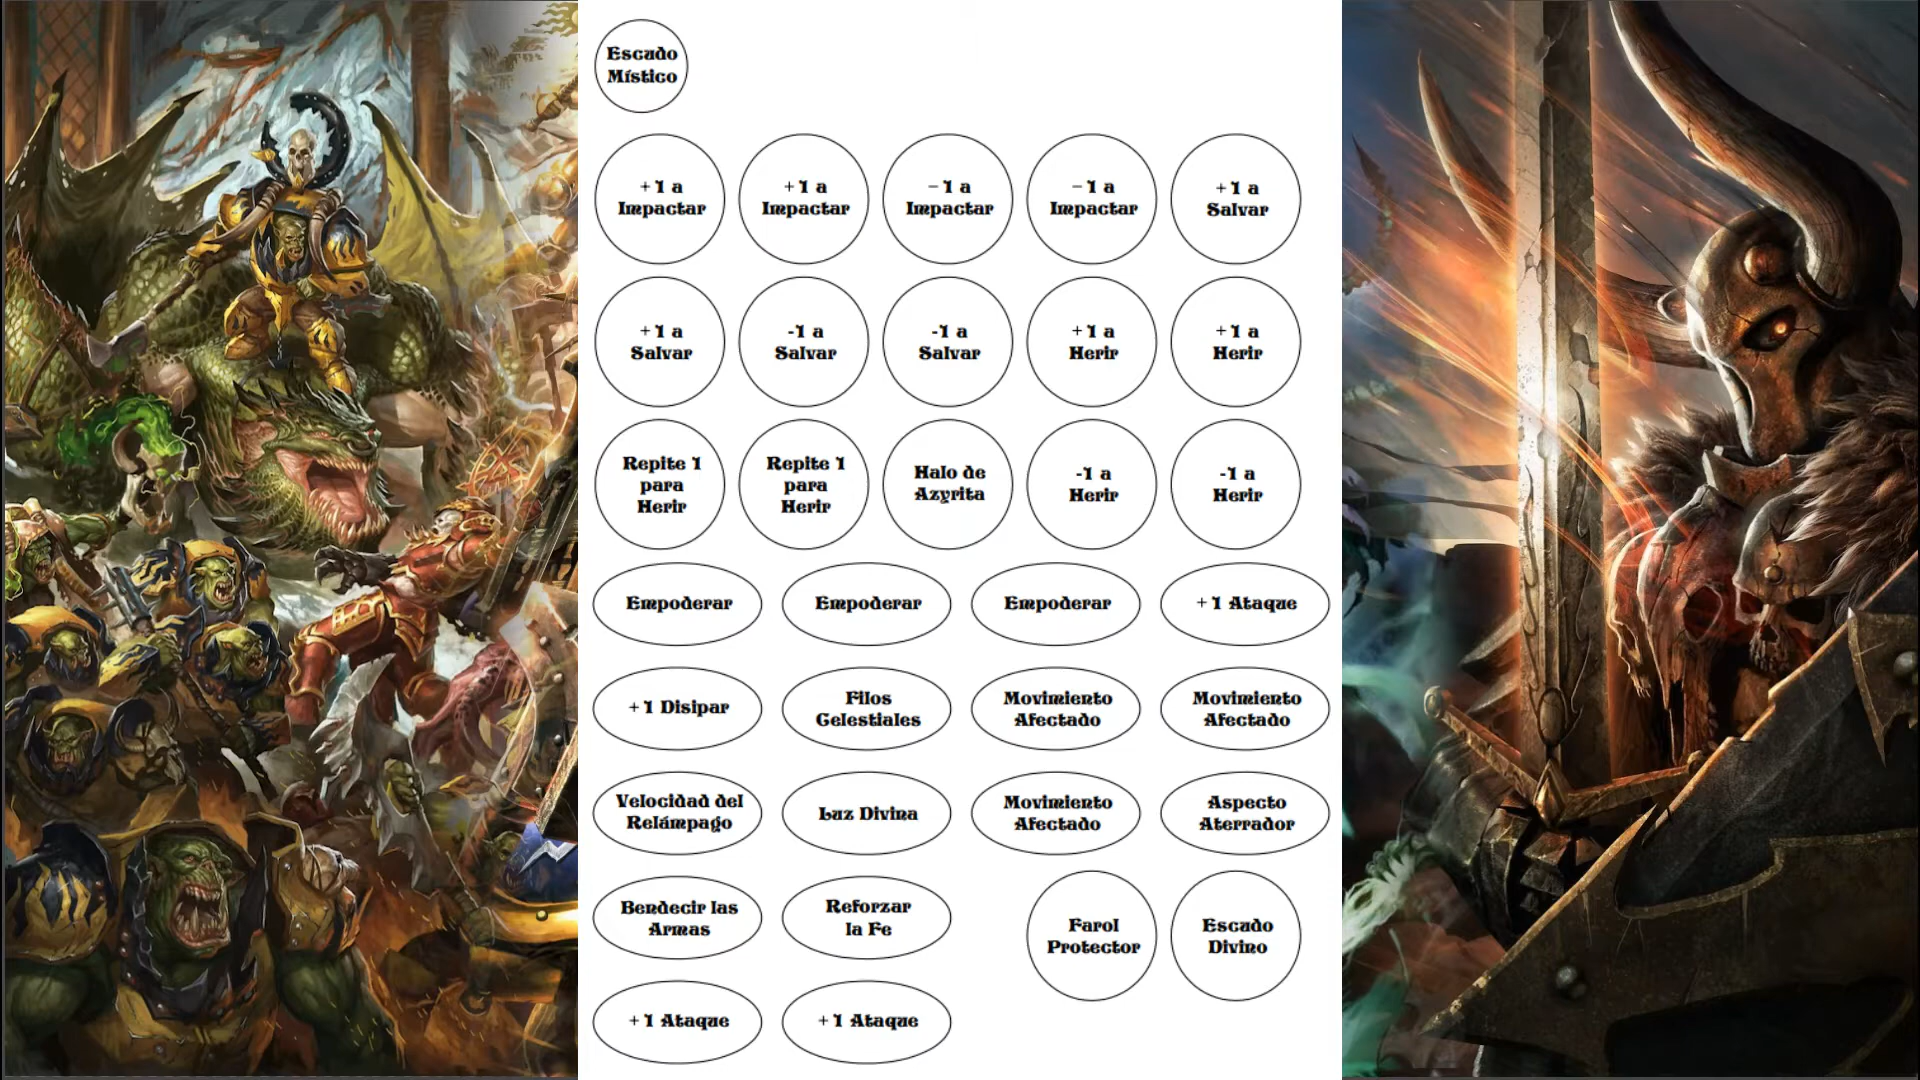 Escudo
Místico
+1 a
Impactar
+1 a
Impactar
−1 a
Impactar
−1 a
Impactar
+1 a
Salvar
+1 a
Salvar
-1 a
Salvar
-1 a
Salvar
+1 a
Herir
+1 a
Herir
Repite 1
para
Herir
Repite 1
para
Herir
Halo de
Azyrita
-1 a
Herir
-1 a
Herir
Empoderar
Empoderar
Empoderar
+1 Ataque
+1 Disipar
Filos
Celestiales
Movimiento
Afectado
Movimiento
Afectado
Velocidad del
Relámpago
Luz Divina
Movimiento
Afectado
Aspecto
Aterrador
Bendecir las
Armas
Reforzar
la Fe
Farol
Protector
Escudo
Divino
+1 Ataque
+1 Ataque